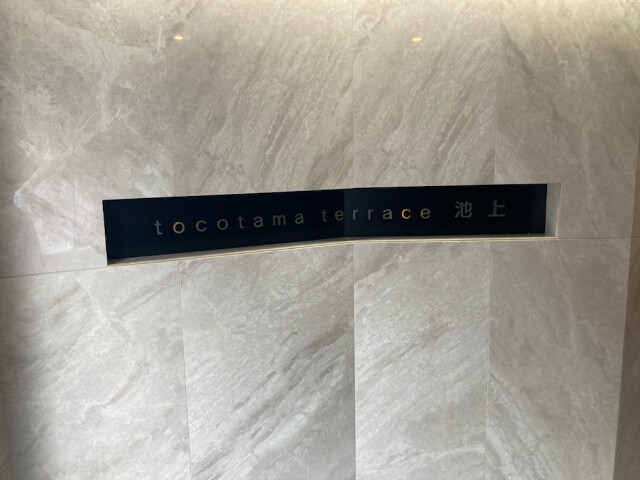 tocotama terrace 池上